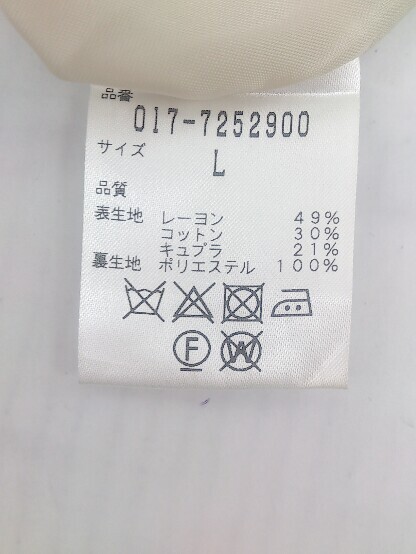 品番
017-7252900
サイズ
L
品質
表生地 レーヨン 49%
コットン 30%
キュプラ 21%
裏生地 ポリエステル 100%
F W